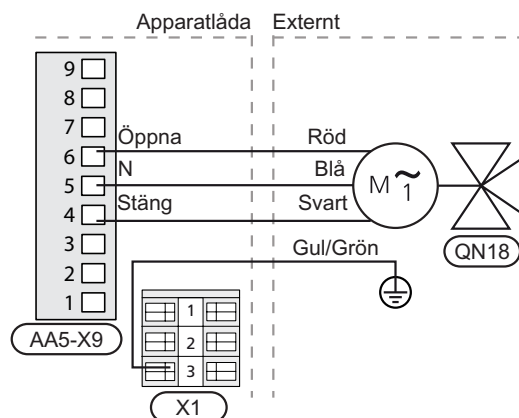 Apparatlåda Externt
9
8
7
6 Öppna Röd
5 N Blå
4 Stäng Svart
3
2
1
M ~ 1
QN18
Gul/Grön
AA5-X9
1
2
3
X1